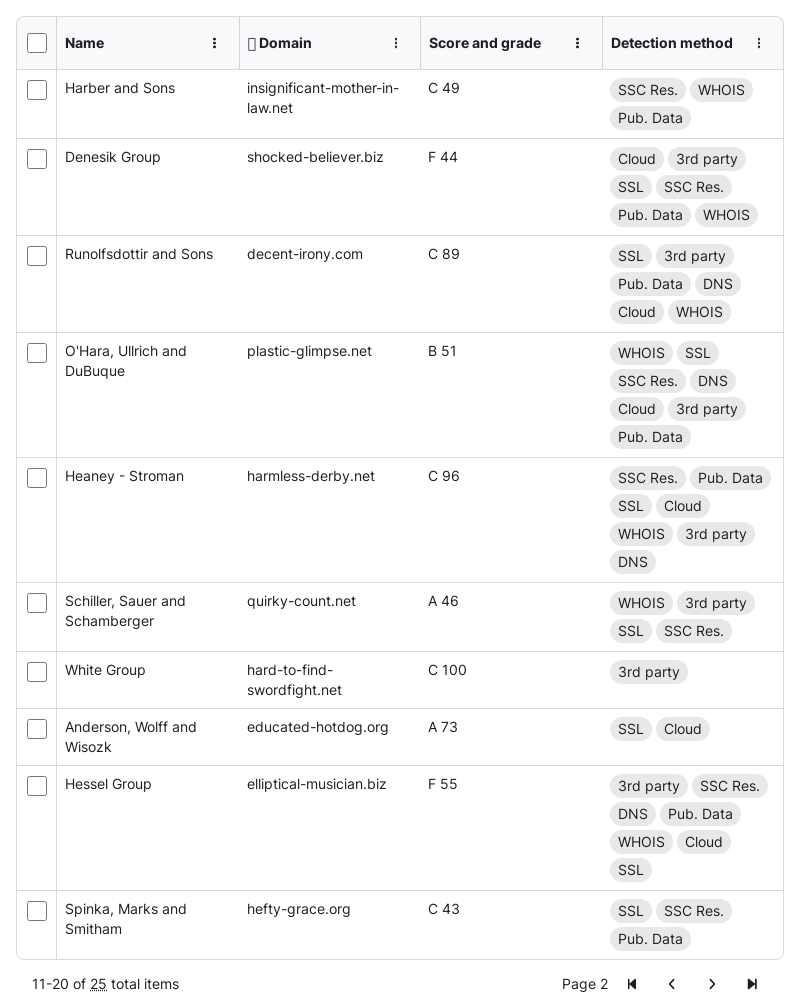 Name Domain Score and grade Detection method
Harber and Sons insignificant-mother-in- C 49 SSC Res. WHOIS
law.net Pub. Data
Denesik Group shocked-believer.biz F 44 Cloud 3rd party
SSL SSC Res.
Pub. Data WHOIS
Runolfsdottir and Sons decent-irony.com C 89 SSL 3rd party
Pub. Data DNS
Cloud WHOIS
O'Hara, Ullrich and plastic-glimpse.net B 51 WHOIS SSL
DuBuque SSC Res. DNS
Cloud 3rd party
Pub. Data
Heaney - Stroman harmless-derby.net C 96 SSC Res. Pub. Data
SSL Cloud
WHOIS 3rd party
DNS
Schiller, Sauer and quirky-count.net A 46 WHOIS 3rd party
Schamberger SSL SSC Res.
White Group hard-to-find- C 100 3rd party
swordfight.net
Anderson, Wolff and educated-hotdog.org A 73 SSL Cloud
Wisozk
Hessel Group elliptical-musician.biz F 55 3rd party SSC Res.
DNS Pub. Data
WHOIS Cloud
SSL
Spinka, Marks and hefty-grace.org C 43 SSL SSC Res.
Smitham Pub. Data
11-20 of 25 total items Page 2